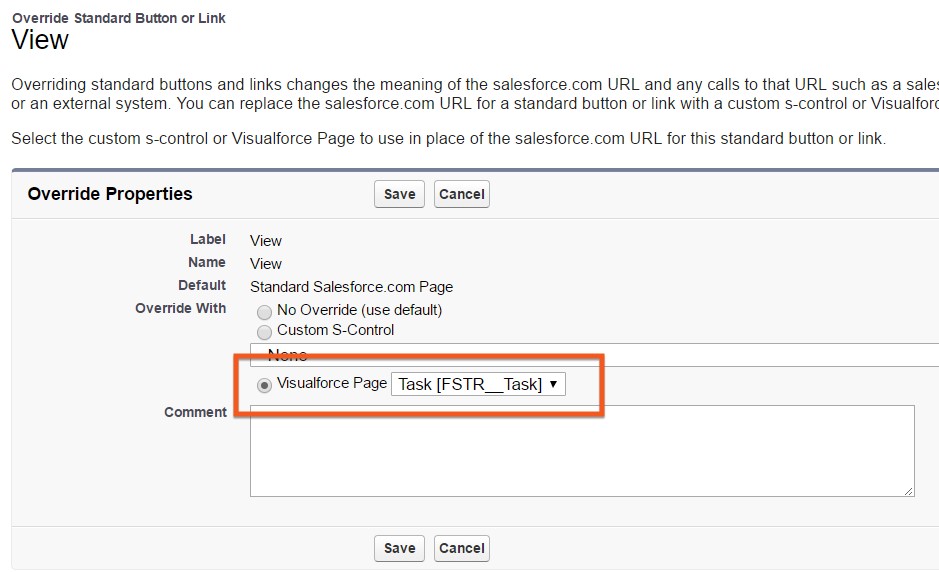 Override Standard Button or Link
View
Overriding standard buttons and links changes the meaning of the salesforce.com URL and any calls to that URL such as a
or an external system. You can replace the salesforce.com URL for a standard button or link with a custom s-control or
Select the custom s-control or Visualforce Page to use in place of the salesforce.com URL for this standard button or link.
Override Properties Save Cancel
Label View
Name View
Default Standard Salesforce.com Page
Override With No Override (use default)
Custom S-Control
None
Visualforce Page Task [FSTR__Task]
Comment
Save Cancel